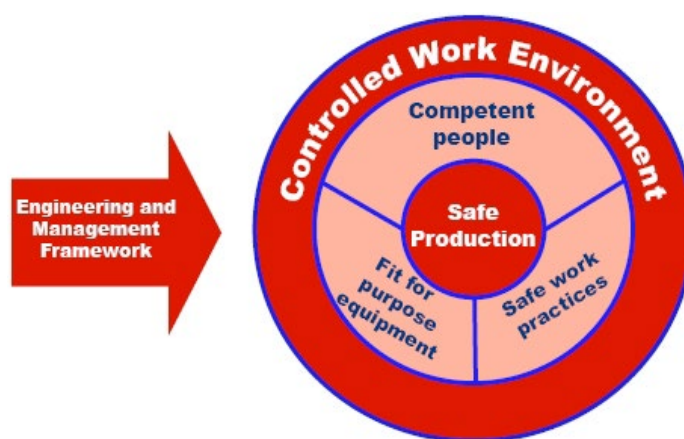 Controlled Work Environment
Competent
people
Engineering and
Management
Framework
Safe
Production
Fit for
purpose
equipment
Safe work
practices